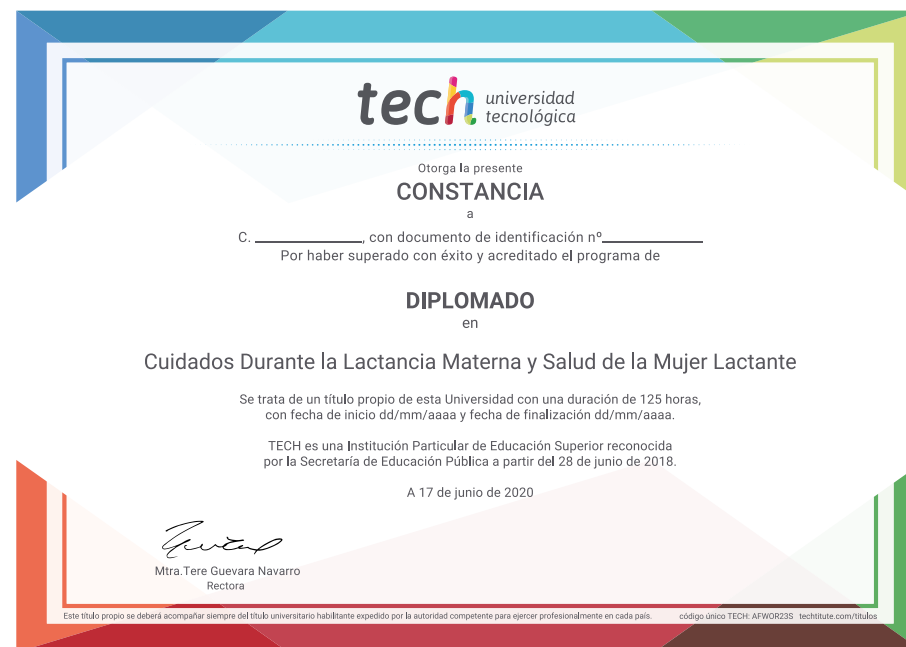 tech universidad
tecnológica
Otorga la presente
CONSTANCIA
a
C. ____________, con documento de identificación nº____________
Por haber superado con éxito y acreditado el programa de
DIPLOMADO
en
Cuidados Durante la Lactancia Materna y Salud de la Mujer Lactante
Se trata de un título propio de esta Universidad con una duración de 125 horas,
con fecha de inicio dd/mm/aaaa y fecha de finalización dd/mm/aaaa.
TECH es una Institución Particular de Educación Superior reconocida
por la Secretaría de Educación Pública a partir del 28 de junio de 2018.
A 17 de junio de 2020
Mtra.Tere Guevara Navarro
Rectora
Este título propio se deberá acompañar siempre del título universitario habilitante expedido por la autoridad competente para ejercer profesionalmente en cada país. código único TECH: AFWOR23S techtitute.com/titulos